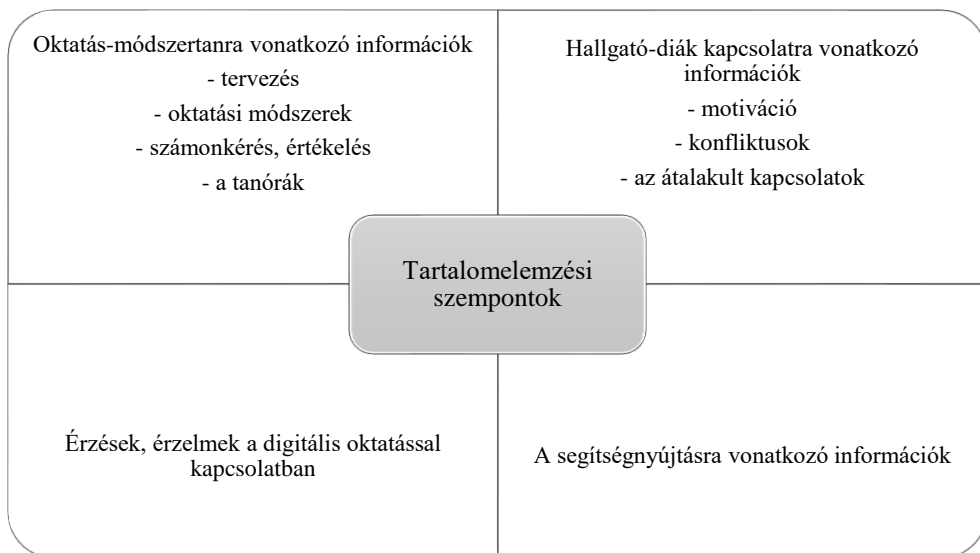 Oktatás-módszertanra vonatkozó információk
- tervezés
- oktatási módszerek
- számonkérés, értékelés
- a tanórák
Hallgató-diák kapcsolatra vonatkozó
információk
- motiváció
- konfliktusok
- az átalakult kapcsolatok
Tartalomelemzési
szempontok
Érzések, érzelmek a digitális oktatással
kapcsolatban
A segítségnyújtásra vonatkozó információk